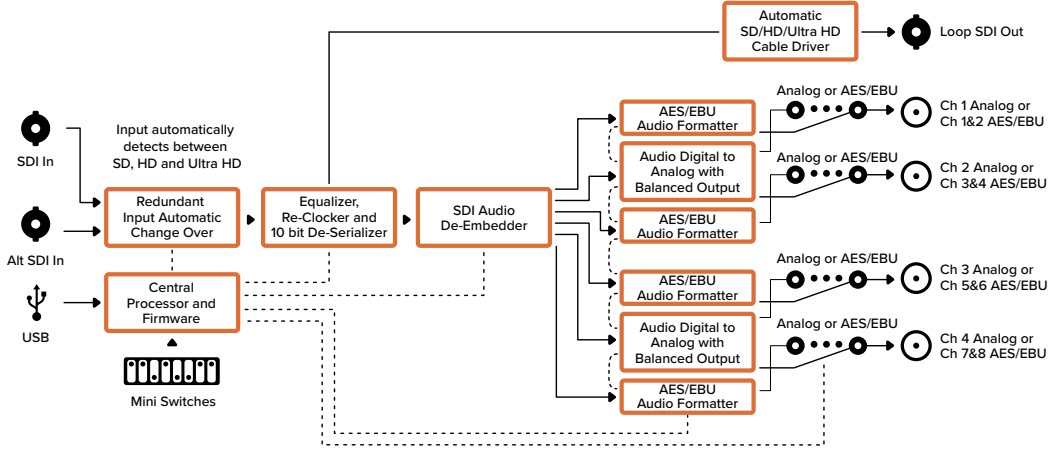 Automatic
SD/HD/Ultra HD
Cable Driver
Loop SDI Out
SDI In
Input automatically
detects between
SD, HD and Ultra HD
Alt SDI In
Redundant
Input Automatic
Change Over
Equalizer,
Re-Clocker and
10 bit De-Serializer
SDI Audio
De-Embedder
USB
Central
Processor and
Firmware
Mini Switches
AES/EBU
Audio Formatter
Analog or AES/EBU
Ch 1 Analog or
Ch 1&2 AES/EBU
Audio Digital to
Analog with
Balanced Output
Analog or AES/EBU
Ch 2 Analog or
Ch 3&4 AES/EBU
AES/EBU
Audio Formatter
AES/EBU
Audio Formatter
Analog or AES/EBU
Ch 3 Analog or
Ch 5&6 AES/EBU
Audio Digital to
Analog with
Balanced Output
Analog or AES/EBU
Ch 4 Analog or
Ch 7&8 AES/EBU
AES/EBU
Audio Formatter